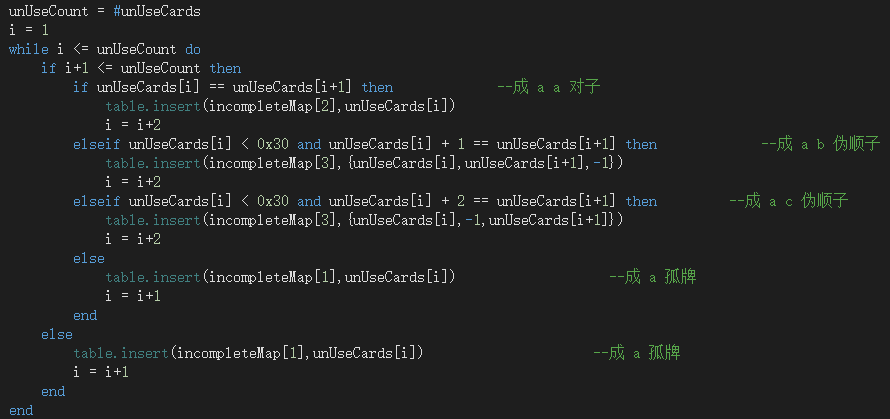 unUseCount = #unUseCards
i = 1
while i <= unUseCount do
    if i+1 <= unUseCount then
        if unUseCards[i] == unUseCards[i+1] then             --成 a a 对子
            table.insert(incompleteMap[2],unUseCards[i])
            i = i+2
        elseif unUseCards[i] < 0x30 and unUseCards[i] + 1 == unUseCards[i+1] then             --成 a b 伪顺子
            table.insert(incompleteMap[3],{unUseCards[i],unUseCards[i+1],-1})
            i = i+2
        elseif unUseCards[i] < 0x30 and unUseCards[i] + 2 == unUseCards[i+1] then         --成 a c 伪顺子
            table.insert(incompleteMap[3],{unUseCards[i],-1,unUseCards[i+1]})
            i = i+2
        else
            table.insert(incompleteMap[1],unUseCards[i])                   --成 a 孤牌
            i = i+1
        end
    else
        table.insert(incompleteMap[1],unUseCards[i])                     --成 a 孤牌
        i = i+1
    end
end